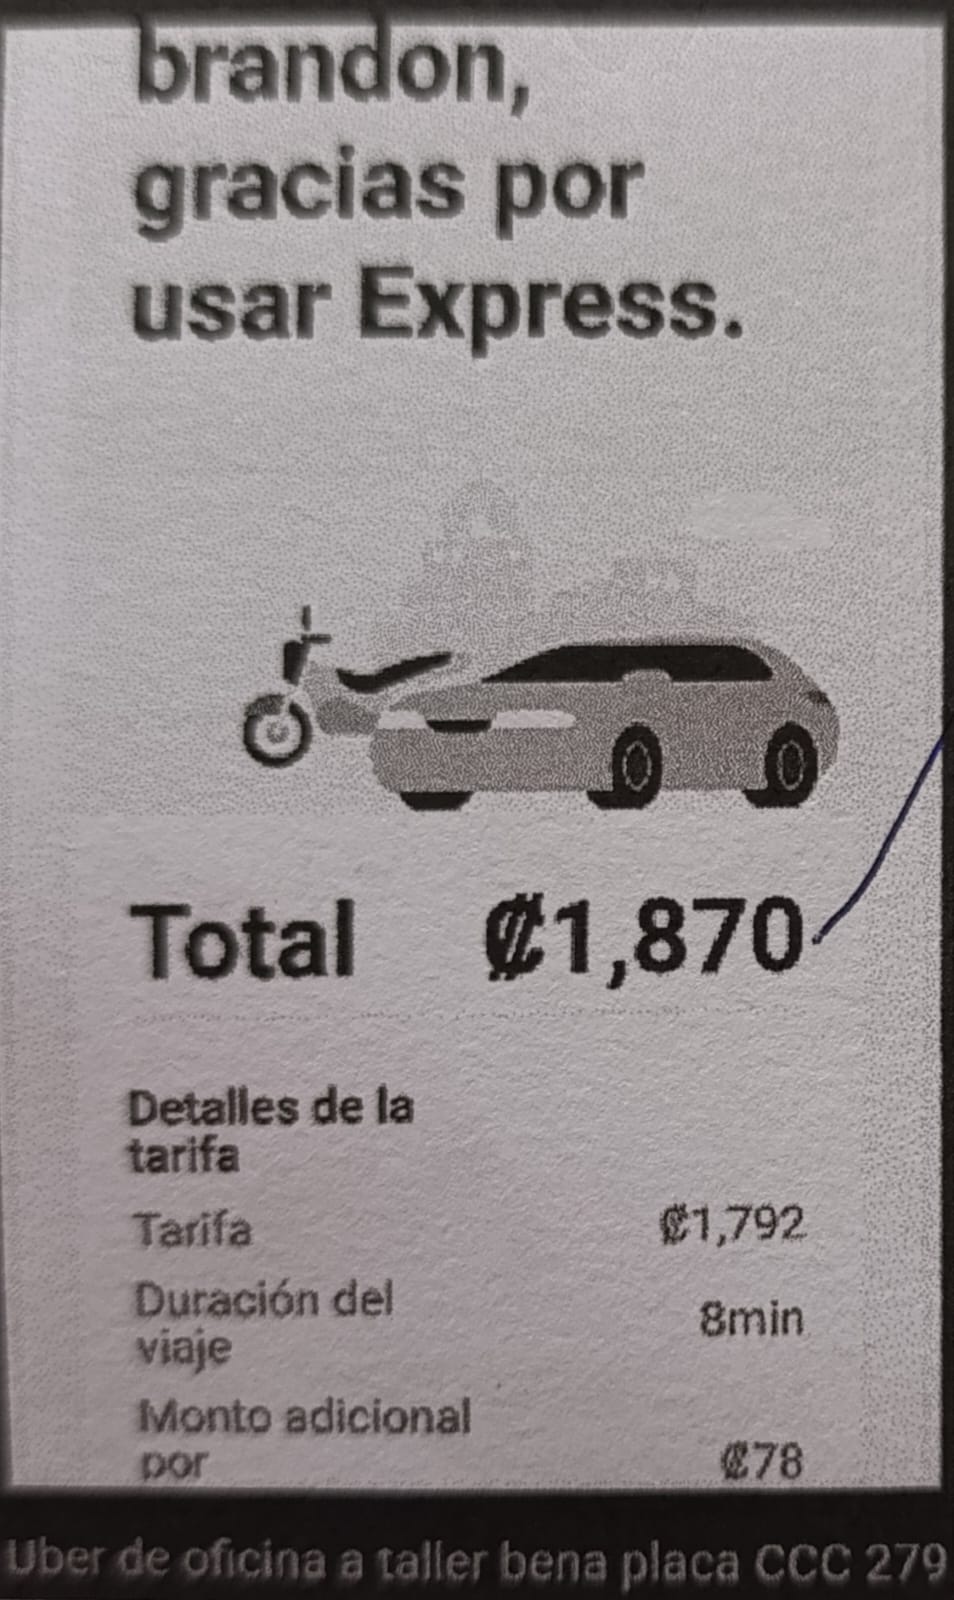 brandon,
gracias por
usar Express.
Total ₡1,870
Detalles de la
tarifa
Tarifa ₡1,792
Duración del
viaje 8min
Monto adicional
por ₡78
Uber de oficina a taller bena placa CCC 279